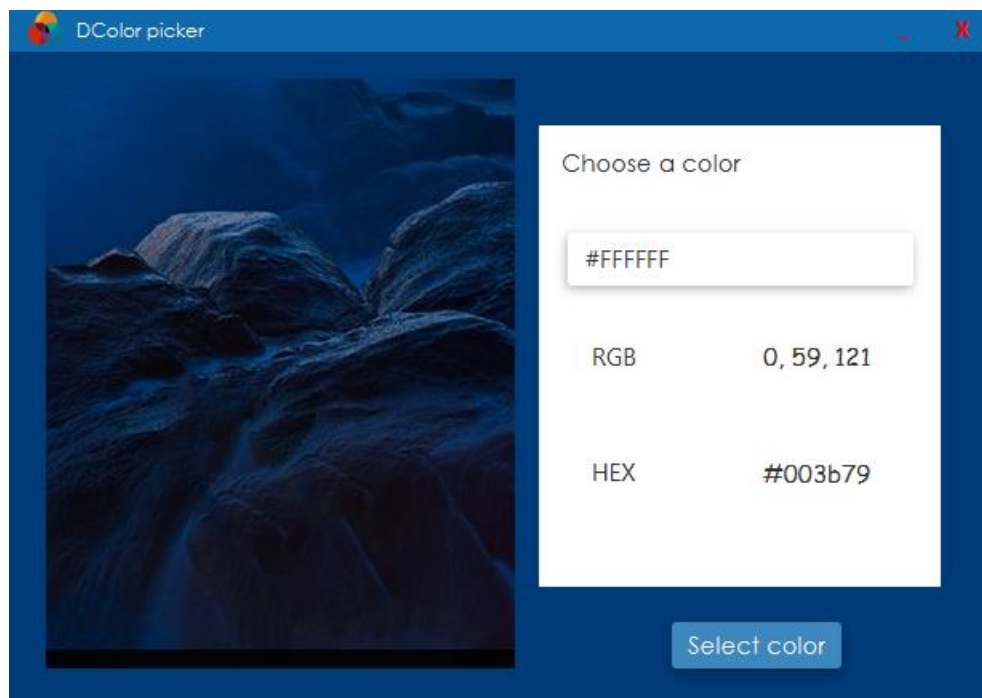 DColor picker
_ X
Choose a color
#FFFFFF
RGB 0, 59, 121
HEX #003b79
Select color